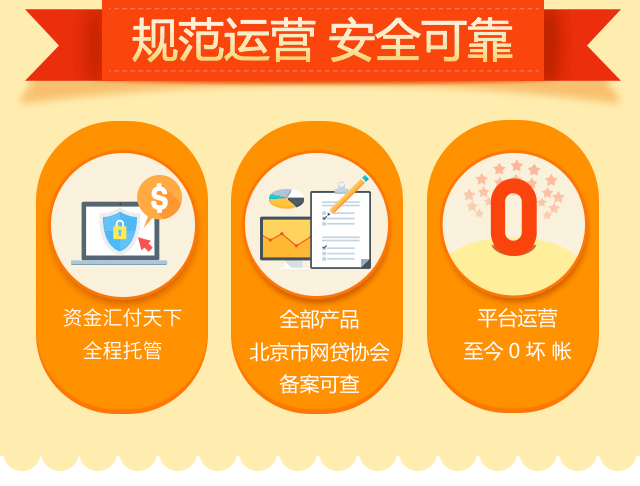 规范运营 安全可靠
$
0
资金汇付天下
全程托管
全部产品
北京市网贷协会
备案可查
平台运营
至今 0 坏 帐